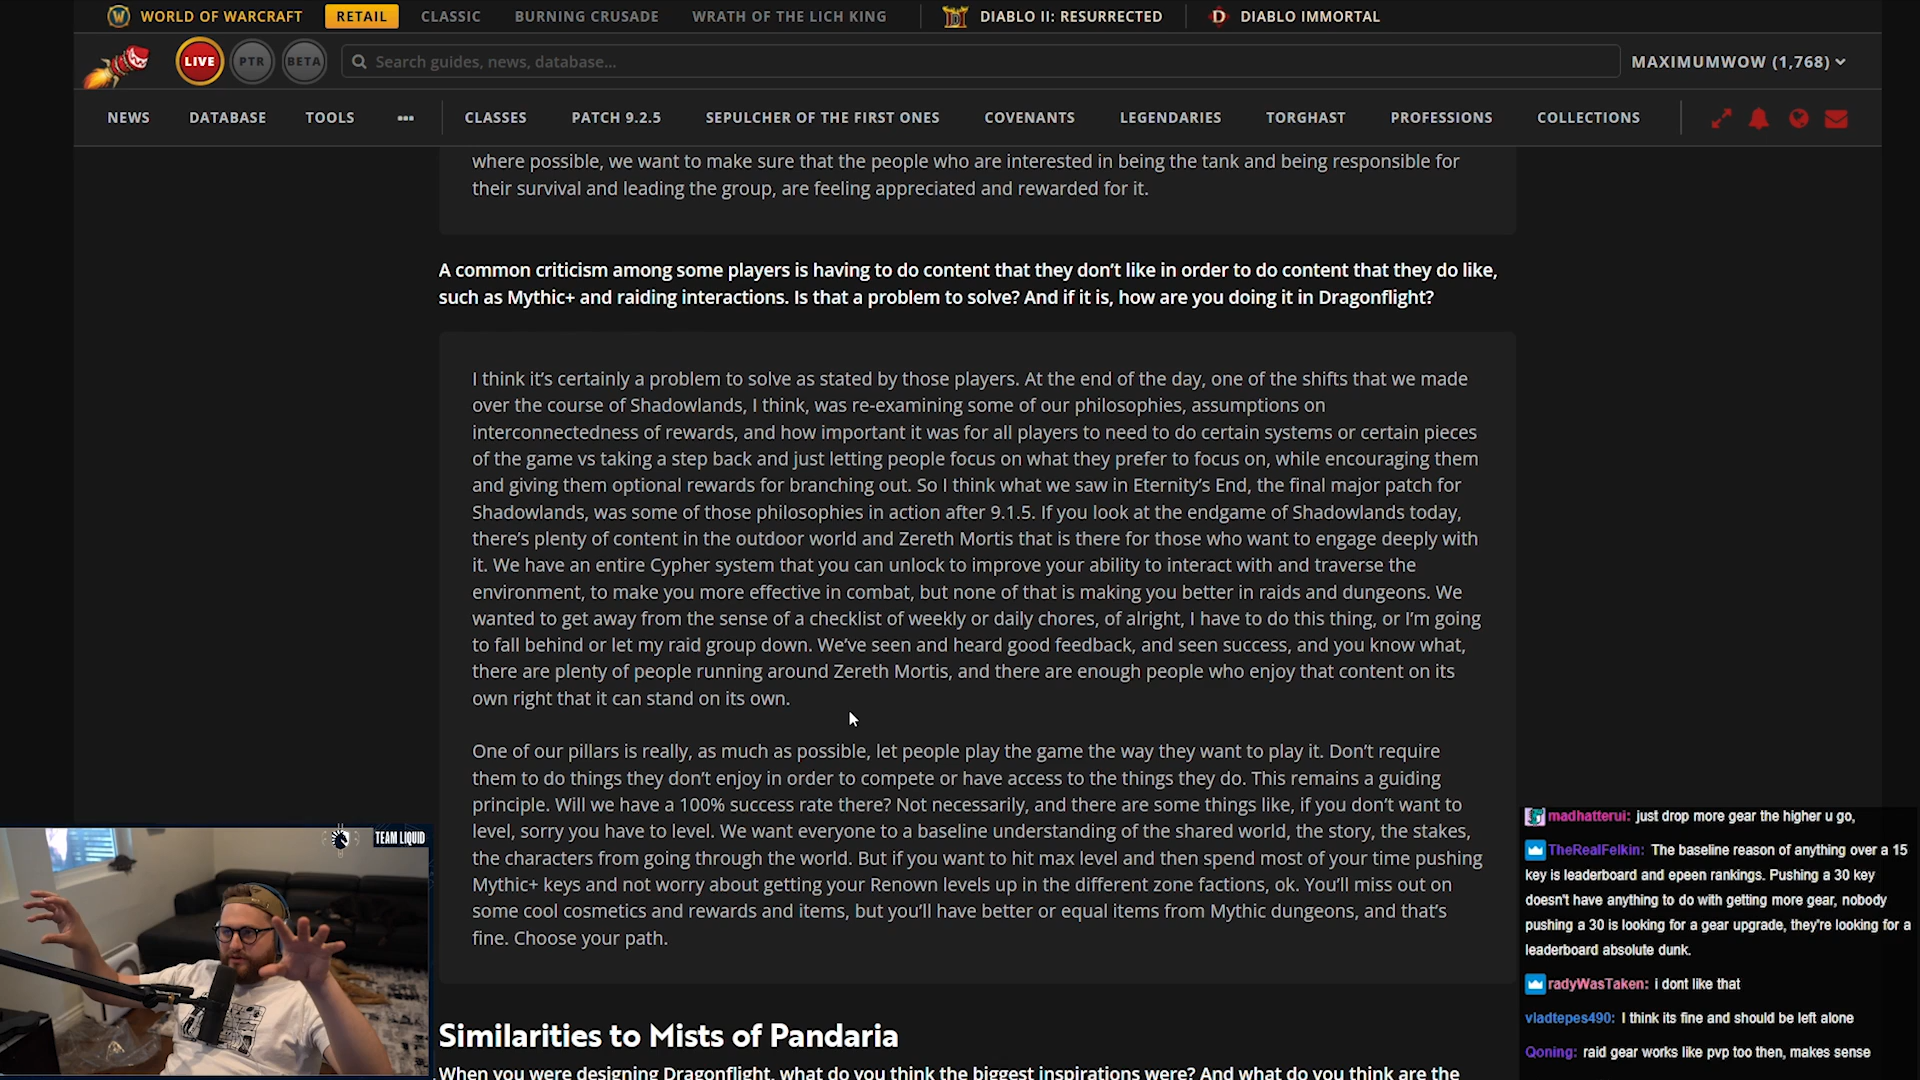 WORLD OF WARCRAFT RETAIL CLASSIC BURNING CRUSADE WRATH OF THE LICH KING DIABLO II: RESURRECTED DIABLO IMMORTAL
LIVE PTR BETA Search guides, news, database... MAXIMUMWOW (1,768)
NEWS DATABASE TOOLS ••• CLASSES PATCH 9.2.5 SEPULCHER OF THE FIRST ONES COVENANTS LEGENDARIES TORGHAST PROFESSIONS COLLECTIONS
where possible, we want to make sure that the people who are interested in being the tank and being responsible for
their survival and leading the group, are feeling appreciated and rewarded for it.
A common criticism among some players is having to do content that they don’t like in order to do content that they do like,
such as Mythic+ and raiding interactions. Is that a problem to solve? And if it is, how are you doing it in Dragonflight?
I think it’s certainly a problem to solve as stated by those players. At the end of the day, one of the shifts that we made
over the course of Shadowlands, I think, was re-examining some of our philosophies, assumptions on
interconnectedness of rewards, and how important it was for all players to need to do certain systems or certain pieces
of the game vs taking a step back and just letting people focus on what they prefer to focus on, while encouraging them
and giving them optional rewards for branching out. So I think what we saw in Eternity’s End, the final major patch for
Shadowlands, was some of those philosophies in action after 9.1.5. If you look at the endgame of Shadowlands today,
there’s plenty of content in the outdoor world and Zereth Mortis that is there for those who want to engage deeply with
it. We have an entire Cypher system that you can unlock to improve your ability to interact with and traverse the
environment, to make you more effective in combat, but none of that is making you better in raids and dungeons. We
wanted to get away from the sense of a checklist of weekly or daily chores, of alright, I have to do this thing, or I’m going
to fall behind or let my raid group down. We’ve seen and heard good feedback, and seen success, and you know what,
there are plenty of people running around Zereth Mortis, and there are enough people who enjoy that content on its
own right that it can stand on its own.
One of our pillars is really, as much as possible, let people play the game the way they want to play it. Don’t require
them to do things they don’t enjoy in order to compete or have access to the things they do. This remains a guiding
principle. Will we have a 100% success rate there? Not necessarily, and there are some things like, if you don’t want to
level, sorry you have to level. We want everyone to a baseline understanding of the shared world, the story, the stakes,
the characters from going through the world. But if you want to hit max level and then spend most of your time pushing
Mythic+ keys and not worry about getting your Renown levels up in the different zone factions, ok. You’ll miss out on
some cool cosmetics and rewards and items, but you’ll have better or equal items from Mythic dungeons, and that’s
fine. Choose your path.
Similarities to Mists of Pandaria
When you were designing Dragonflight, what do you think the biggest inspirations were? And what do you think are the
TEAM LIQUID
madhatterui: just drop more gear the higher u go,
TheRealFelkin: The baseline reason of anything over a 15
key is leaderboard and epeen rankings. Pushing a 30 key
doesn't have anything to do with getting more gear, nobody
pushing a 30 is looking for a gear upgrade, they're looking for a
leaderboard absolute dunk.
radyWasTaken: i dont like that
vladtepes490: I think its fine and should be left alone
Qoning: raid gear works like pvp too then, makes sense